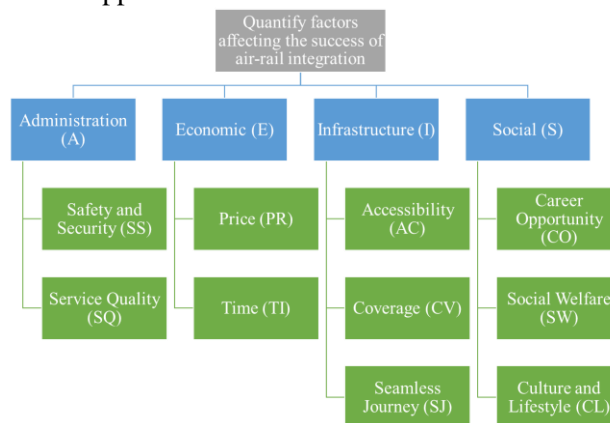 Quantify factors
affecting the success of
air-rail integration
Administration
(A)
Economic (E)
Infrastructure (I)
Social (S)
Safety and
Security (SS)
Price (PR)
Accessibility
(AC)
Career
Opportunity
(CO)
Service Quality
(SQ)
Time (TI)
Coverage (CV)
Social Welfare
(SW)
Seamless
Journey (SJ)
Culture and
Lifestyle (CL)